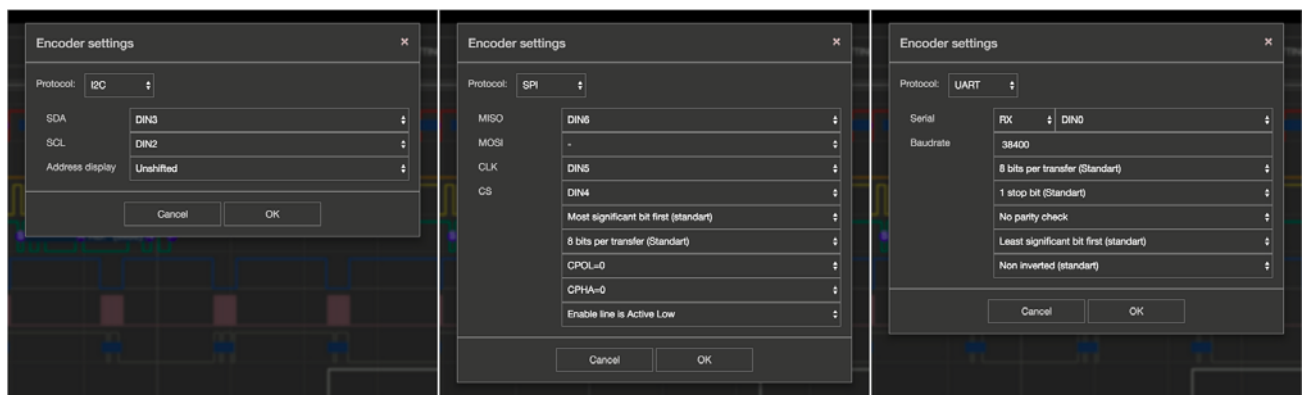 Encoder settings ×
Protocol: I2C
SDA DIN3
SCL DIN2
Address display Unshifted
Cancel OK
Encoder settings ×
Protocol: SPI
MISO DIN6
MOSI -
CLK DIN5
CS DIN4
Most significant bit first (standart)
8 bits per transfer (Standart)
CPOL=0
CPHA=0
Enable line is Active Low
Cancel OK
Encoder settings ×
Protocol: UART
Serial RX DIN0
Baudrate 38400
8 bits per transfer (Standart)
1 stop bit (Standart)
No parity check
Least significant bit first (standart)
Non inverted (standart)
Cancel OK